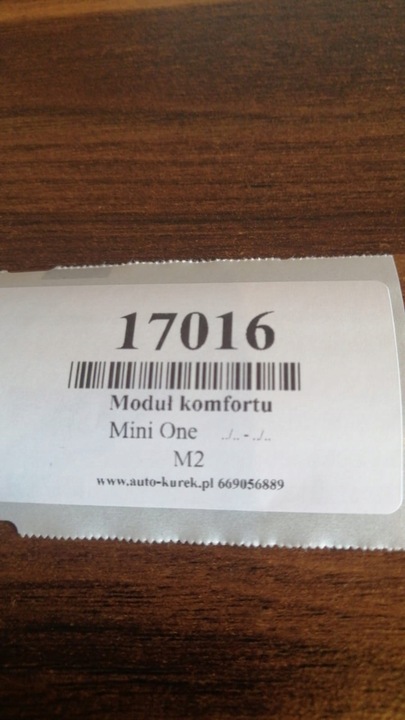 17016
Moduł komfortu
Mini One ../.. - ../..
M2
www.auto-kurek.pl 669056889